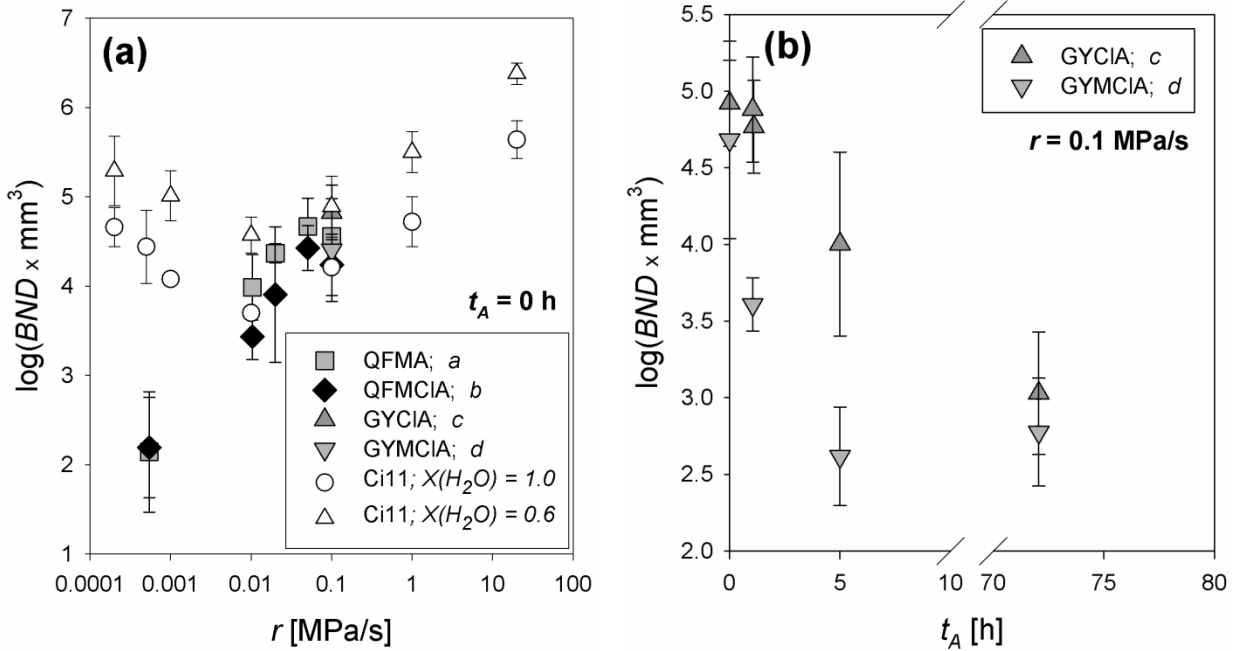 (a)
log(BND x mm³)
7
6
5
4
3
2
1
t_A = 0 h
QFMA; a
QFMClA; b
GYClA; c
GYMClA; d
Ci11; X(H₂O) = 1.0
Ci11; X(H₂O) = 0.6
0.0001 0.001 0.01 0.1 1 10 100
r [MPa/s]
(b)
log(BND x mm³)
5.5
5.0
4.5
4.0
3.5
3.0
2.5
2.0
GYClA; c
GYMClA; d
r = 0.1 MPa/s
0 5 10 70 75 80
t_A [h]